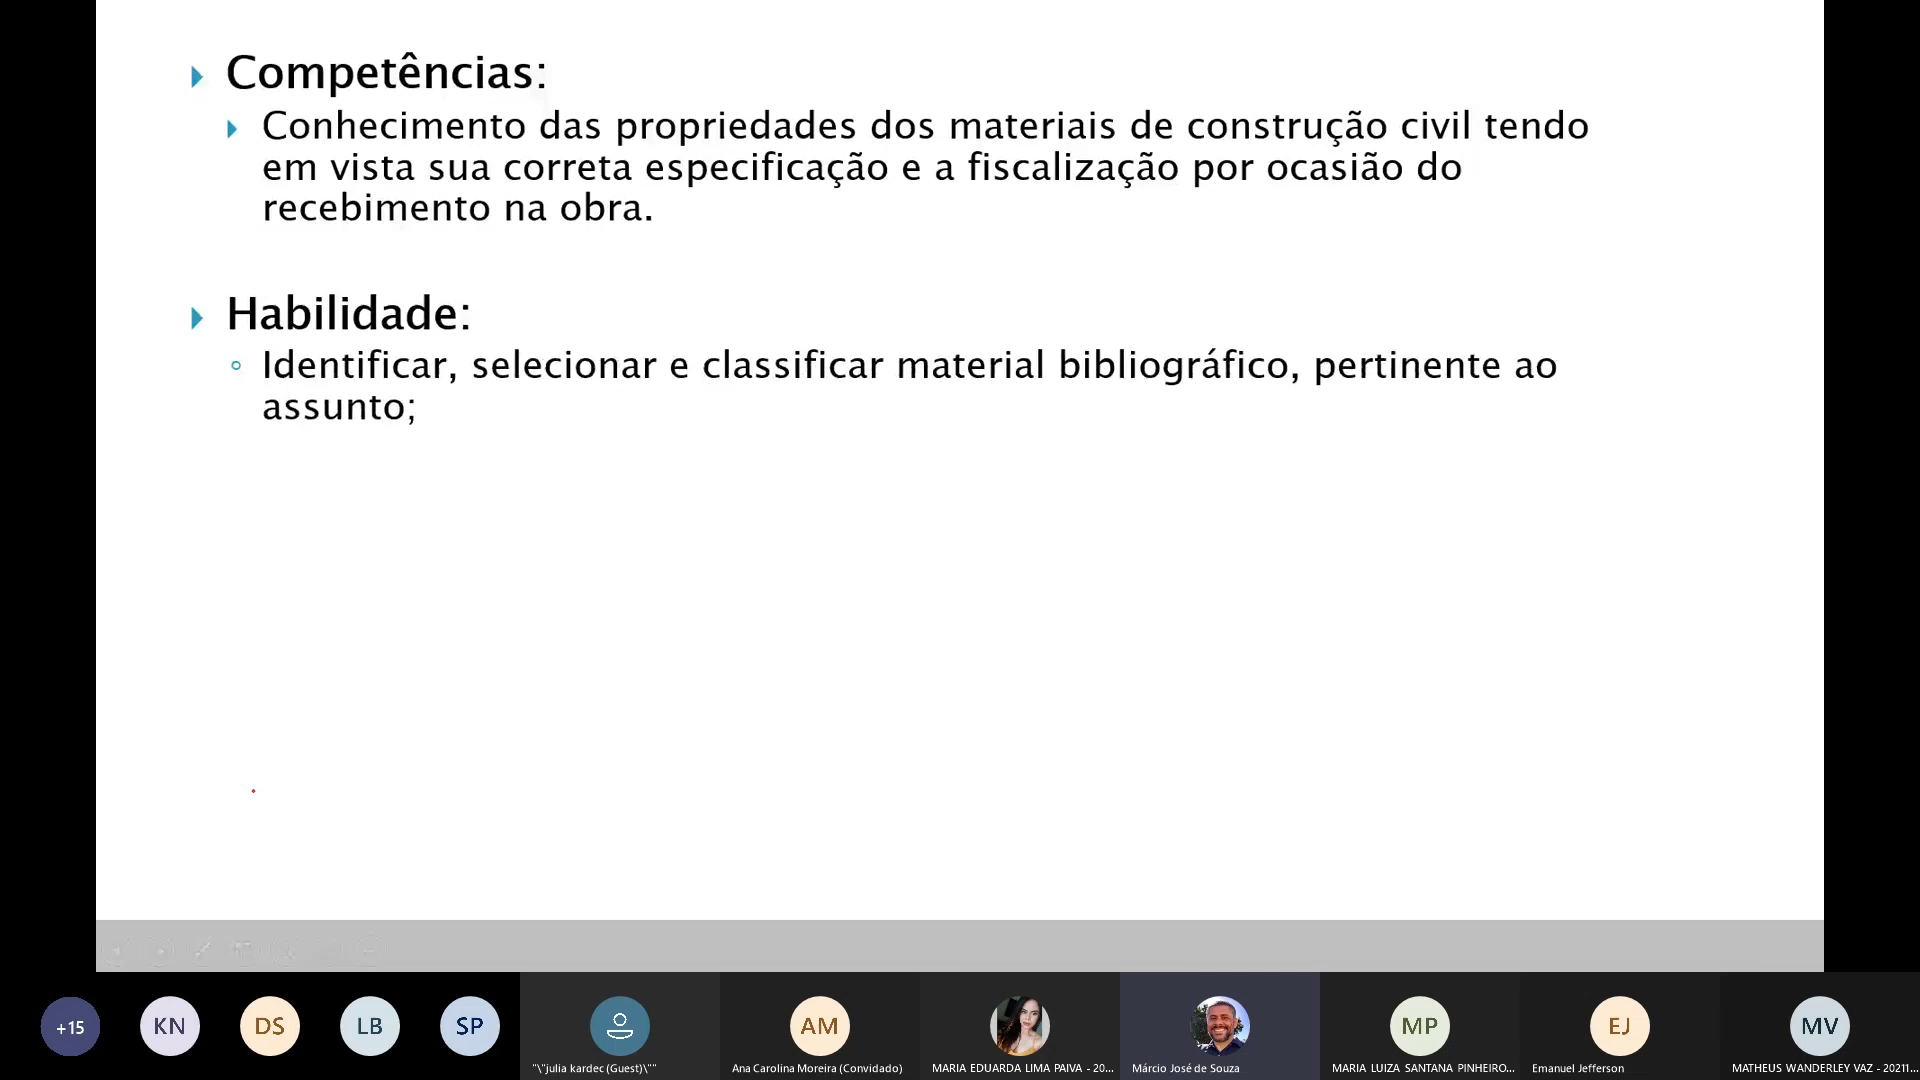 Competências:
Conhecimento das propriedades dos materiais de construção civil tendo
em vista sua correta especificação e a fiscalização por ocasião do
recebimento na obra.
Habilidade:
Identificar, selecionar e classificar material bibliográfico, pertinente ao
assunto;
+15
KN
DS
LB
SP
AM
MP
EJ
MV
"\"julia kardec (Guest)\""
Ana Carolina Moreira (Convidado)
MARIA EDUARDA LIMA PAIVA - 20...
Márcio José de Souza
MARIA LUIZA SANTANA PINHEIRO...
Emanuel Jefferson
MATHEUS WANDERLEY VAZ - 20211...